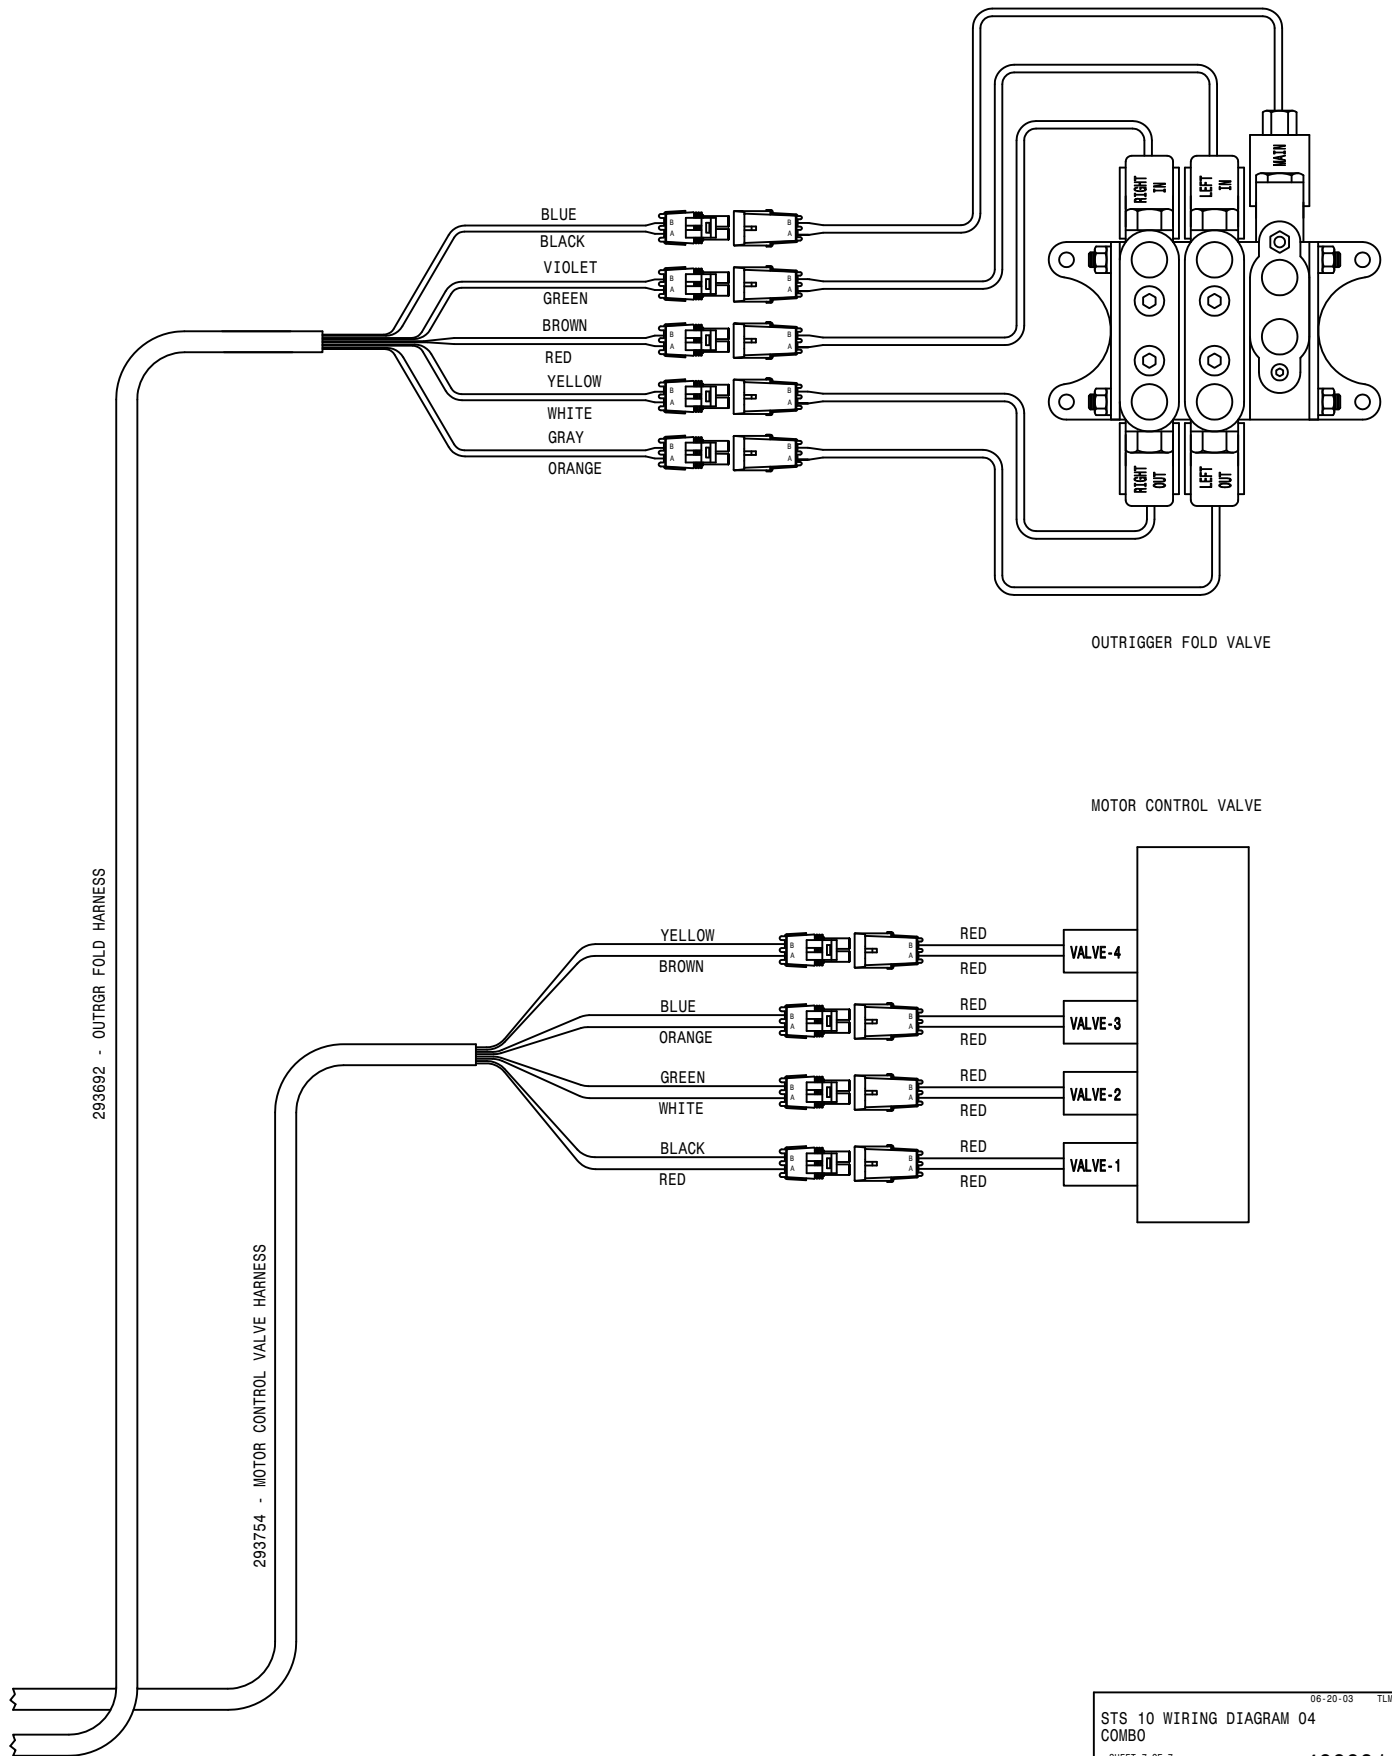 MAIN
RIGHT
IN
LEFT
IN
BLUE
B
A
B
A
BLACK
VIOLET
B
A
B
A
GREEN
BROWN
B
A
B
A
RED
YELLOW
B
A
B
A
WHITE
GRAY
B
A
B
A
ORANGE
RIGHT
OUT
LEFT
OUT
OUTRIGGER FOLD VALVE
MOTOR CONTROL VALVE
293692 - OUTRGR FOLD HARNESS
YELLOW
B
A
B
A
RED
BROWN
RED
VALVE-4
BLUE
B
A
B
A
RED
ORANGE
RED
VALVE-3
GREEN
B
A
B
A
RED
WHITE
RED
VALVE-2
BLACK
B
A
B
A
RED
RED
RED
VALVE-1
293754 - MOTOR CONTROL VALVE HARNESS
06-20-03 TLM
STS 10 WIRING DIAGRAM 04
COMBO